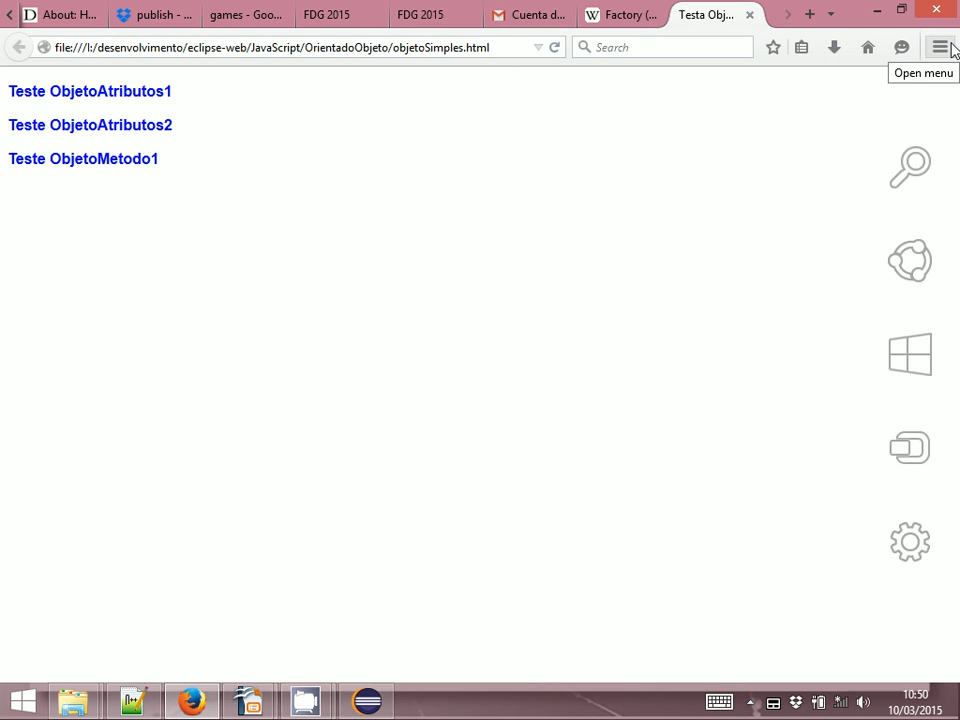 About: H...
publish - ...
games - Goo...
FDG 2015
FDG 2015
Cuenta d...
W Factory (...
Testa Obj...
file:///I:/desenvolvimento/eclipse-web/JavaScript/OrientadoObjeto/objetoSimples.html
Search
Open menu
Teste ObjetoAtributos1
Teste ObjetoAtributos2
Teste ObjetoMetodo1
10:50
10/03/2015